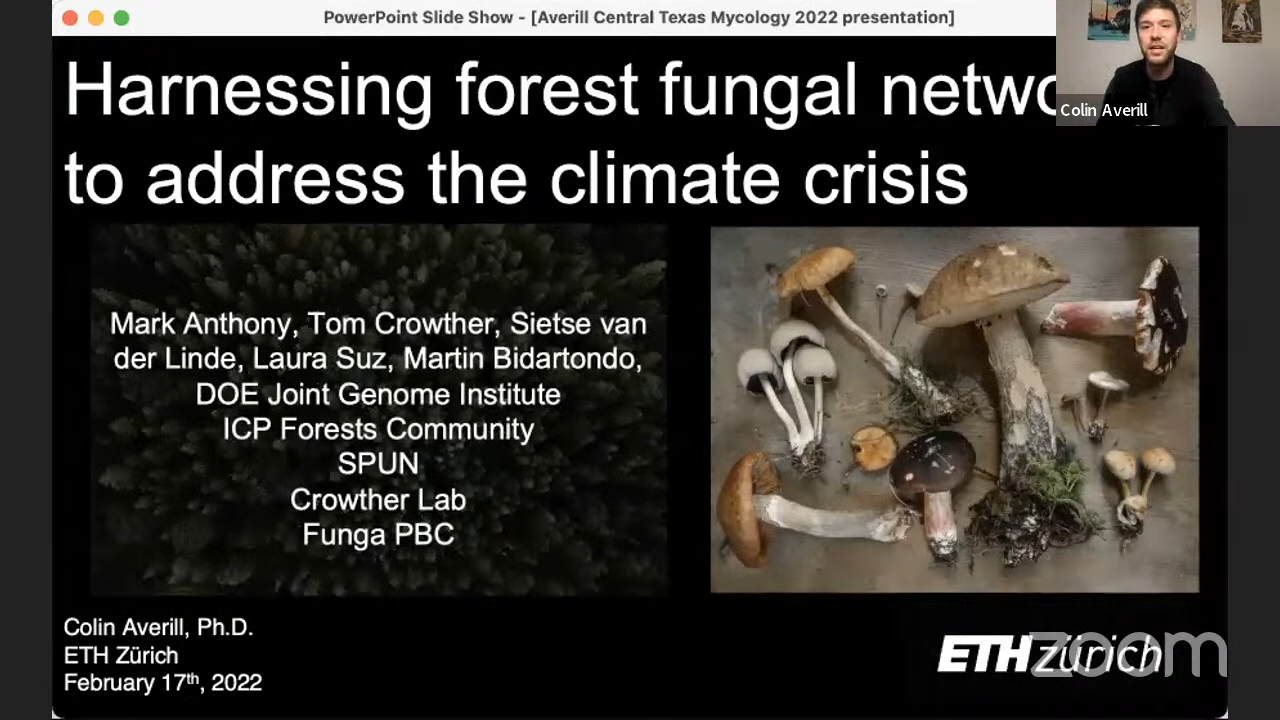 PowerPoint Slide Show - [Averill Central Texas Mycology 2022 presentation]
Harnessing forest fungal netwo
to address the climate crisis
Colin Averill
Mark Anthony, Tom Crowther, Sietse van
der Linde, Laura Suz, Martin Bidartondo,
DOE Joint Genome Institute
ICP Forests Community
SPUN
Crowther Lab
Funga PBC
Colin Averill, Ph.D.
ETH Zürich
February 17th, 2022
ETH zürich
zoom